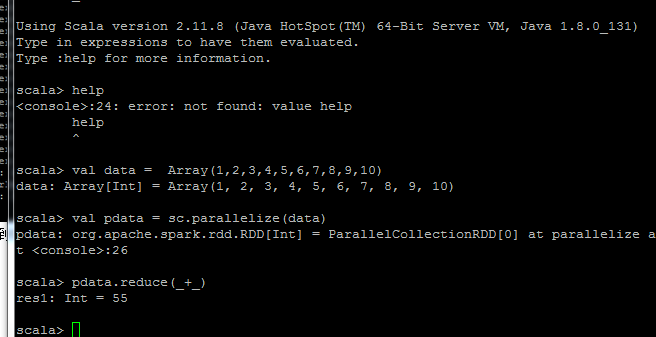 Using Scala version 2.11.8 (Java HotSpot(TM) 64-Bit Server VM, Java 1.8.0_131)
Type in expressions to have them evaluated.
Type :help for more information.
scala> help
<console>:24: error: not found: value help
help
^
scala> val data =  Array(1,2,3,4,5,6,7,8,9,10)
data: Array[Int] = Array(1, 2, 3, 4, 5, 6, 7, 8, 9, 10)
scala> val pdata = sc.parallelize(data)
pdata: org.apache.spark.rdd.RDD[Int] = ParallelCollectionRDD[0] at parallelize a
t <console>:26
scala> pdata.reduce(_+_)
res1: Int = 55
scala>